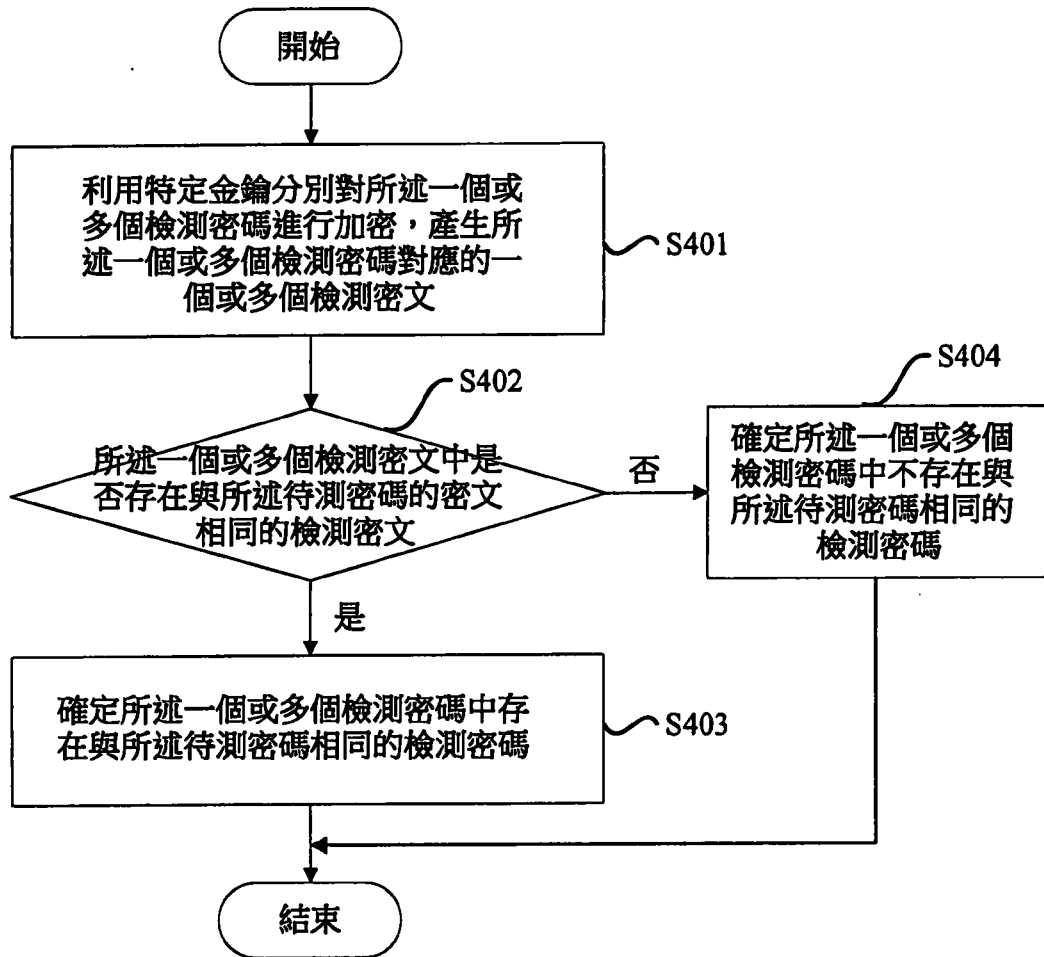 開始
利用特定金鑰分別對所述一個或
多個檢測密碼進行加密，產生所
述一個或多個檢測密碼對應的一
個或多個檢測密文
S401
S402
所述一個或多個檢測密文中是
否存在與所述待測密碼的密文
相同的檢測密文
否
S404
確定所述一個或多個
檢測密碼中不存在與
所述待測密碼相同的
檢測密碼
是
確定所述一個或多個檢測密碼中存
在與所述待測密碼相同的檢測密碼
S403
結束